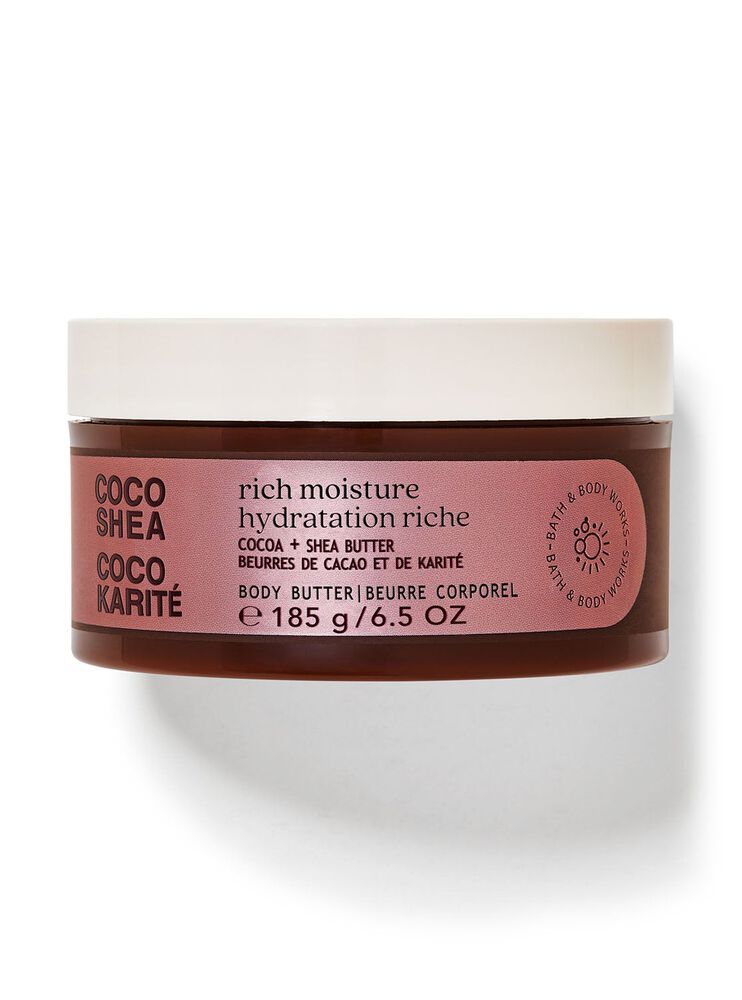 COCO
SHEA
COCO
KARITÉ
rich moisture
hydratation riche
COCOA + SHEA BUTTER
BEURRES DE CACAO ET DE KARITÉ
BODY BUTTER | BEURRE CORPOREL
℮ 185 g/6.5 OZ
BATH & BODY WORKS – BATH & BODY WORKS –